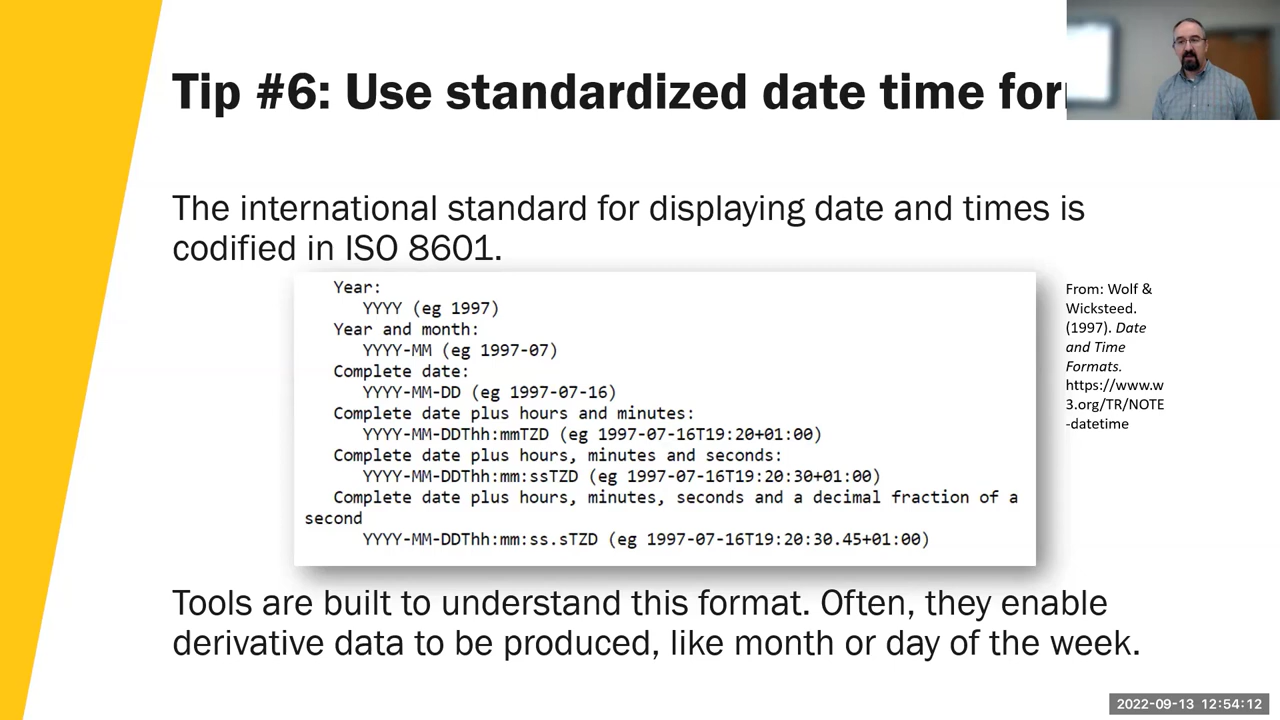 Tip #6: Use standardized date time
The international standard for displaying date and times is
codified in ISO 8601.
Year:
YYYY (eg 1997)
Year and month:
YYYY-MM (eg 1997-07)
Complete date:
YYYY-MM-DD (eg 1997-07-16)
Complete date plus hours and minutes:
YYYY-MM-DDThh:mmTZD (eg 1997-07-16T19:20+01:00)
Complete date plus hours, minutes and seconds:
YYYY-MM-DDThh:mm:ssTZD (eg 1997-07-16T19:20:30+01:00)
Complete date plus hours, minutes, seconds and a decimal fraction of a
second
YYYY-MM-DDThh:mm:ss.sTZD (eg 1997-07-16T19:20:30.45+01:00)
From: Wolf &
Wicksteed.
(1997). Date
and Time
Formats.
https://www.w
3.org/TR/NOTE
-datetime
Tools are built to understand this format. Often, they enable
derivative data to be produced, like month or day of the week.
2022-09-13 12:54:12